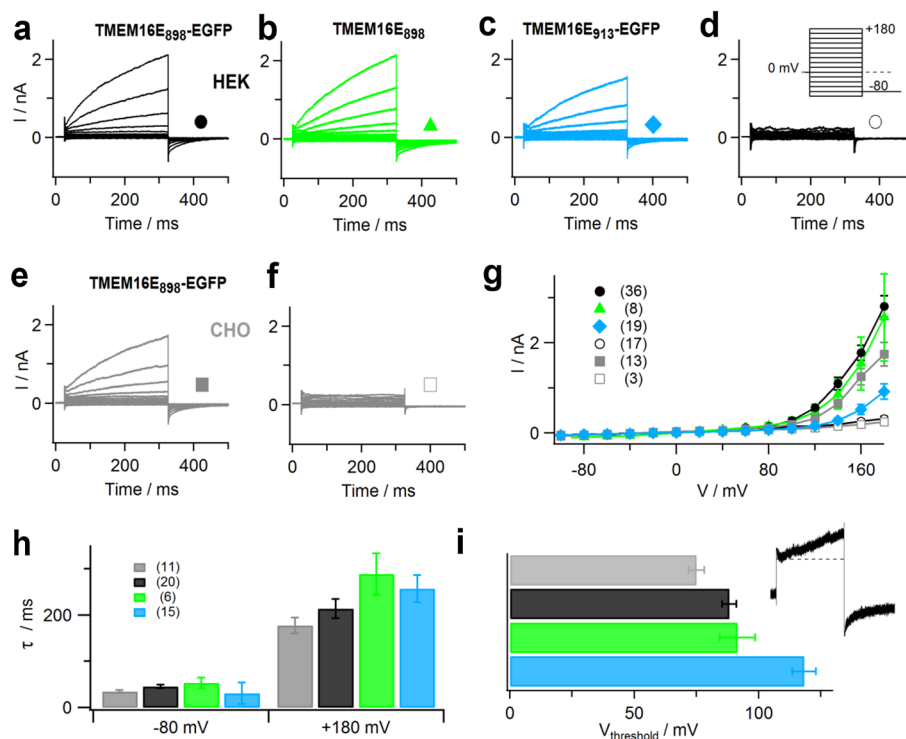 a TMEM16E898-EGFP b TMEM16E898 c TMEM16E913-EGFP d
HEK
+180
0 mV
-80
I / nA
2
0
0 200 400
Time / ms
2
0
0 200 400
Time / ms
2
0
0 200 400
Time / ms
2
0
0 200 400
Time / ms
e TMEM16E898-EGFP f g
CHO
I / nA
2
0
0 200 400
Time / ms
2
0
0 200 400
Time / ms
(36)
(8)
(19)
(17)
(13)
(3)
I / nA
2
0
-80 0 80 160
V / mV
h
(11)
(20)
(6)
(15)
τ / ms
200
0
-80 mV +180 mV
i
0 50 100
Vthreshold / mV